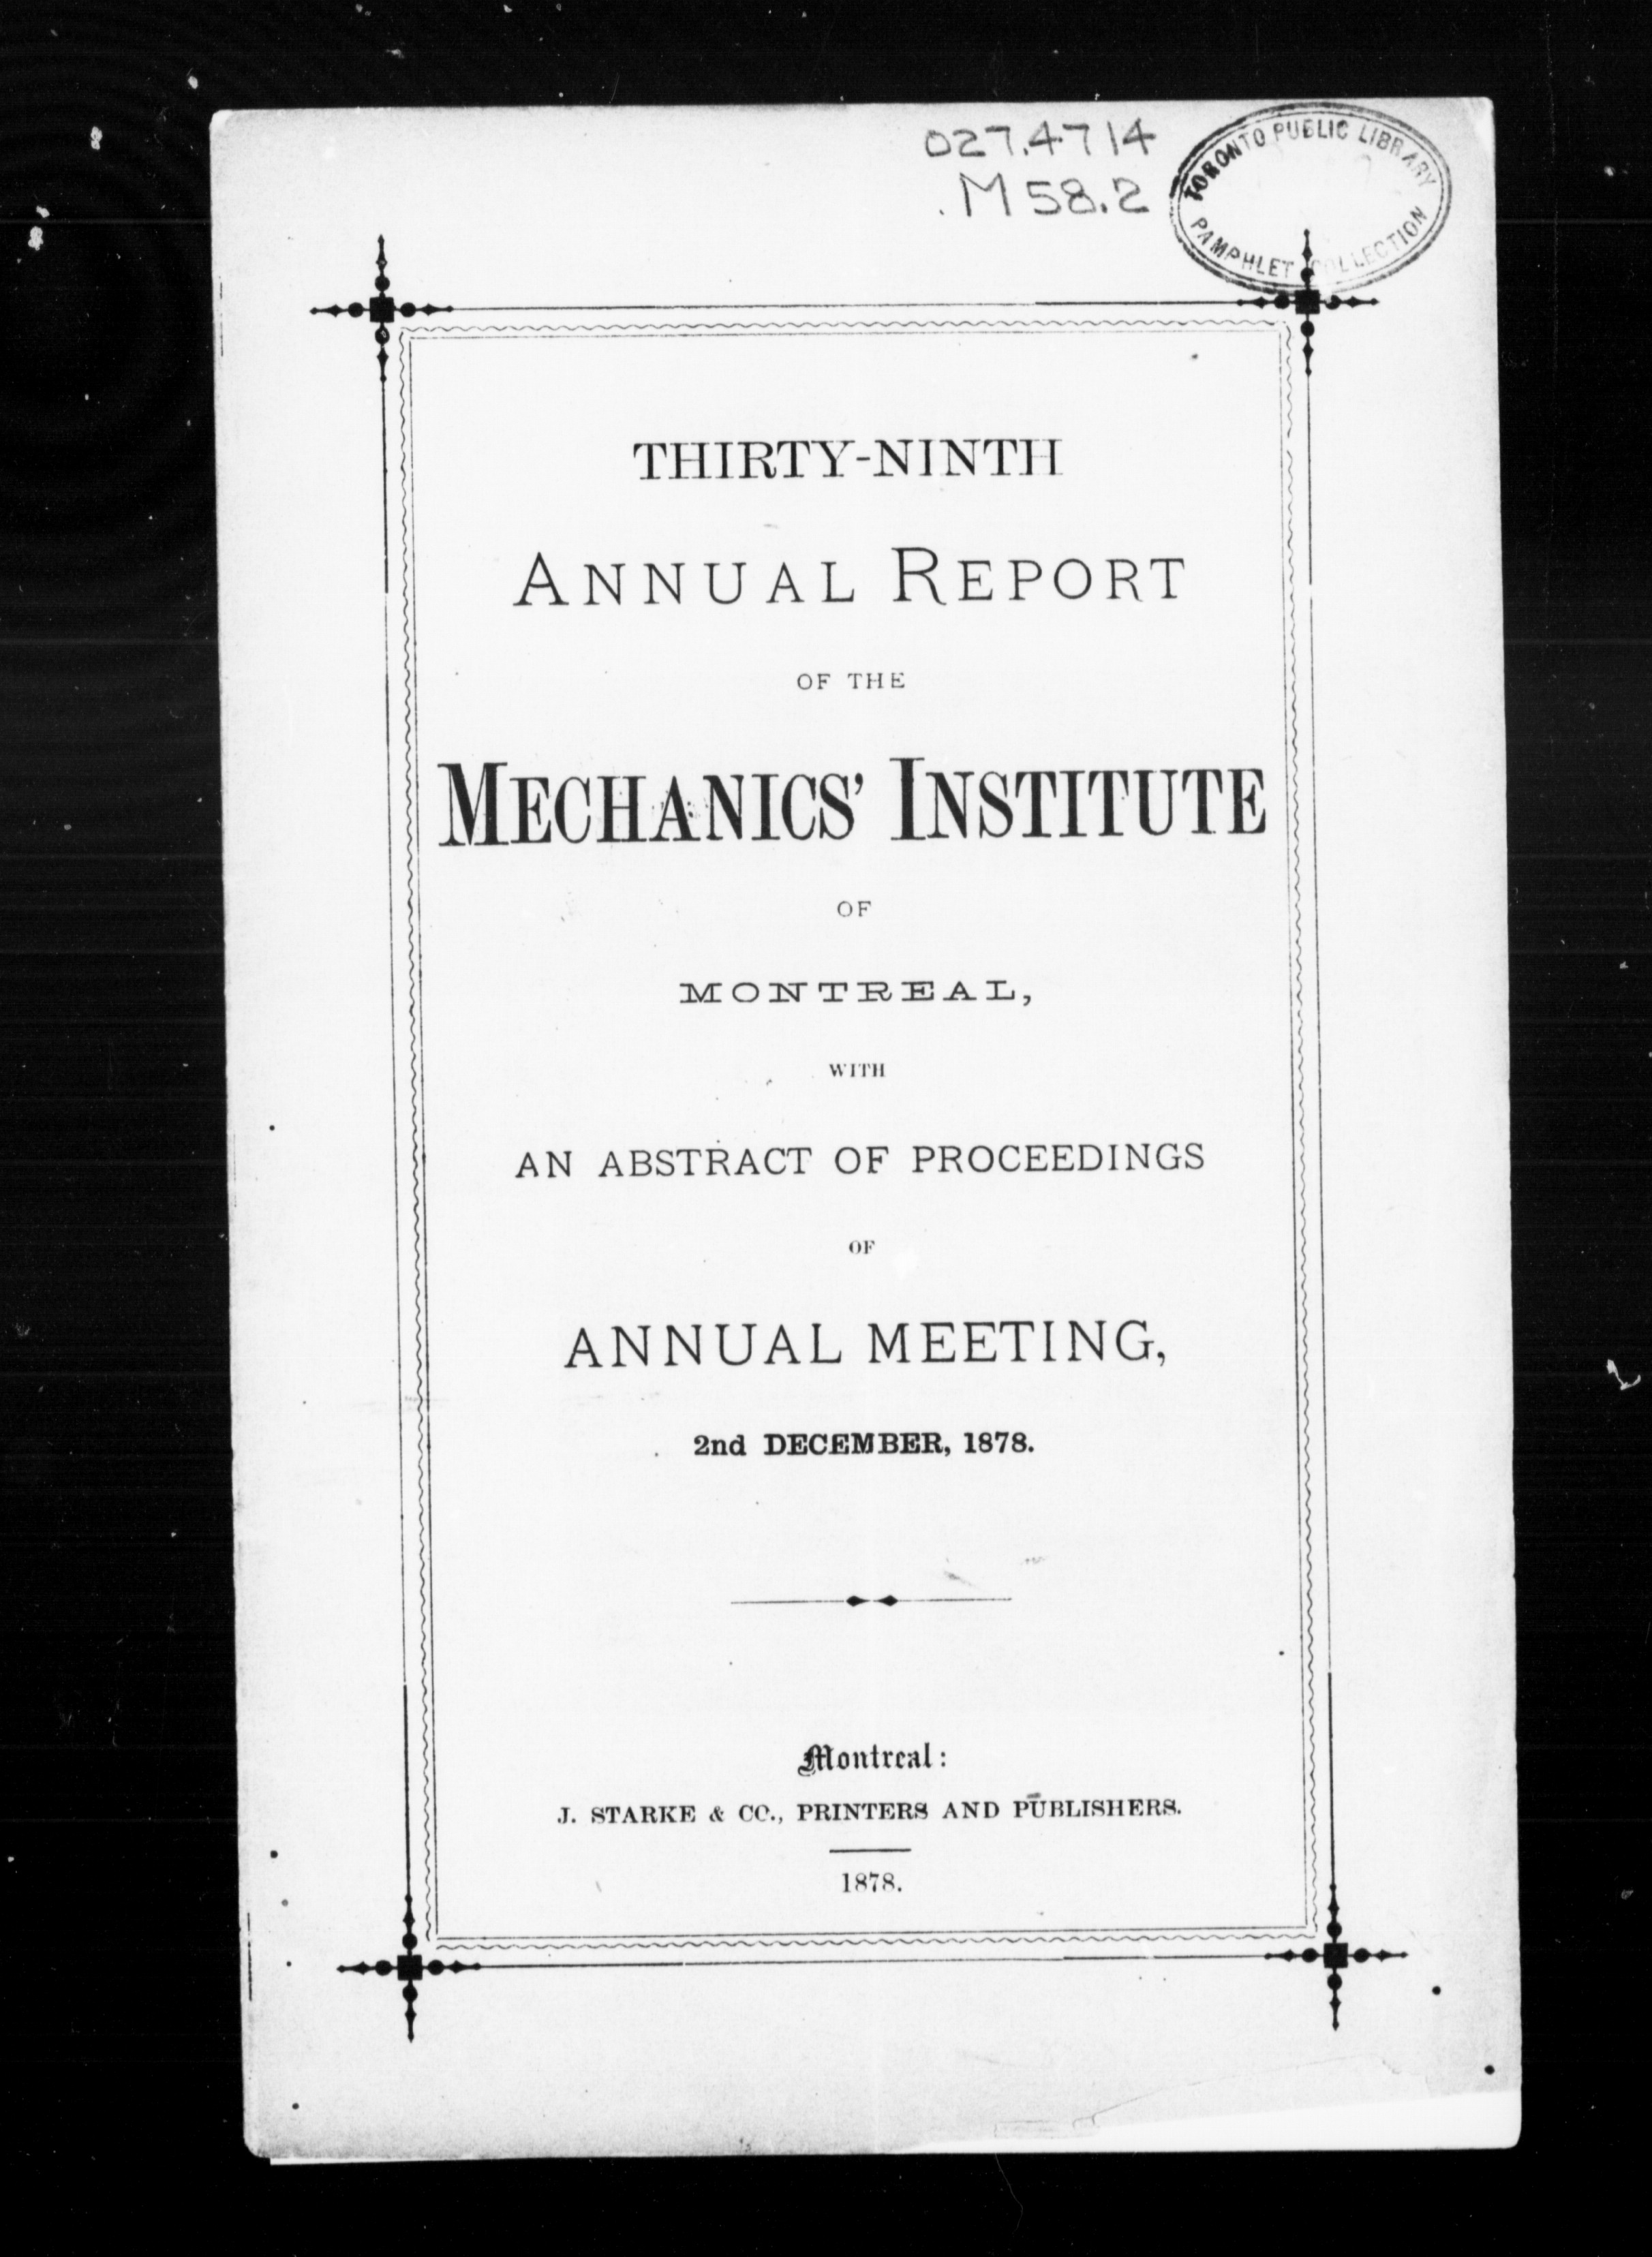 027.4714
.M58.2
TORONTO PUBLIC LIBRARY
PAMPHLET COLLECTION
THIRTY-NINTH
ANNUAL REPORT
OF THE
MECHANICS' INSTITUTE
OF
MONTREAL,
WITH
AN ABSTRACT OF PROCEEDINGS
OF
ANNUAL MEETING,
2nd DECEMBER, 1878.
Montreal:
J. STARKE & CO., PRINTERS AND PUBLISHERS.
1878.